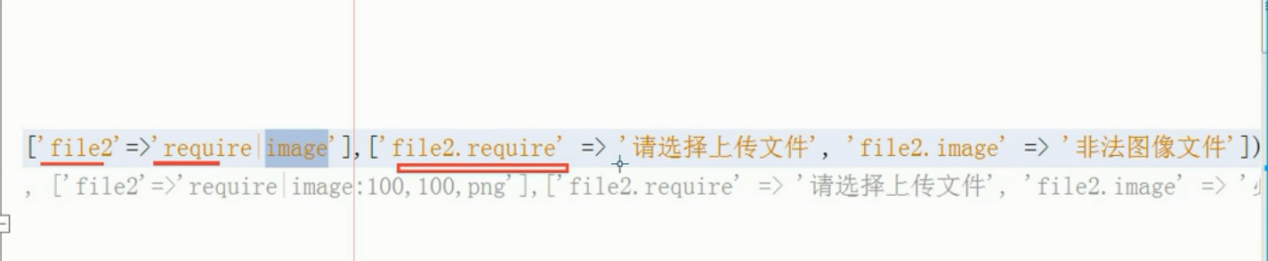 ['file2'=>'require|image'],['file2.require' => '请选择上传文件', 'file2.image' => '非法图像文件'])
, ['file2'=>'require|image:100,100,png'],['file2.require' => '请选择上传文件', 'file2.image' => '